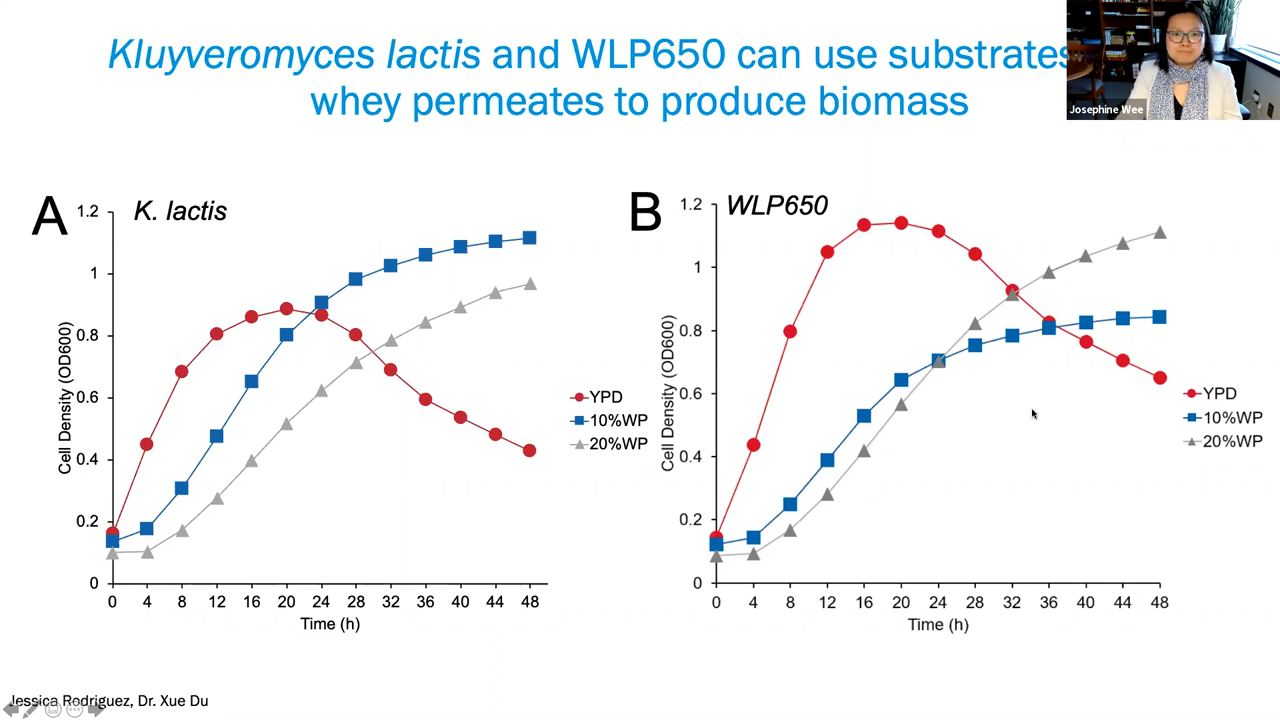 Kluyveromyces lactis and WLP650 can use substrates
whey permeates to produce biomass
Josephine Wee
A
K. lactis
Cell Density (OD600)
1.2
1
0.8
0.6
0.4
0.2
0
0 4 8 12 16 20 24 28 32 36 40 44 48
Time (h)
YPD
10%WP
20%WP
B
WLP650
Cell Density (OD600)
1.2
1
0.8
0.6
0.4
0.2
0
0 4 8 12 16 20 24 28 32 36 40 44 48
Time (h)
YPD
10%WP
20%WP
Jessica Rodriguez, Dr. Xue Du